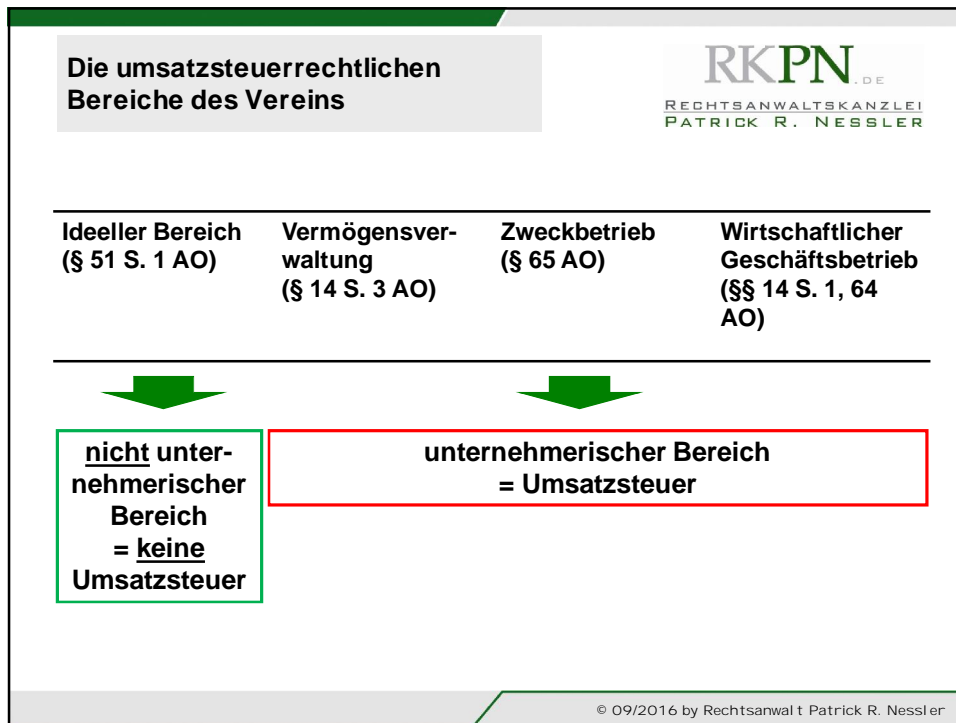 Die umsatzsteuerrechtlichen
Bereiche des Vereins
RKPN.DE
RECHTSANWALTSKANZLEI
PATRICK R. NESSLER
Ideeller Bereich
(§ 51 S. 1 AO)
Vermögensver-
waltung
(§ 14 S. 3 AO)
Zweckbetrieb
(§ 65 AO)
Wirtschaftlicher
Geschäftsbetrieb
(§§ 14 S. 1, 64
AO)
nicht unter-
nehmerischer
Bereich
= keine
Umsatzsteuer
unternehmerischer Bereich
= Umsatzsteuer
© 09/2016 by Rechtsanwalt Patrick R. Nessler